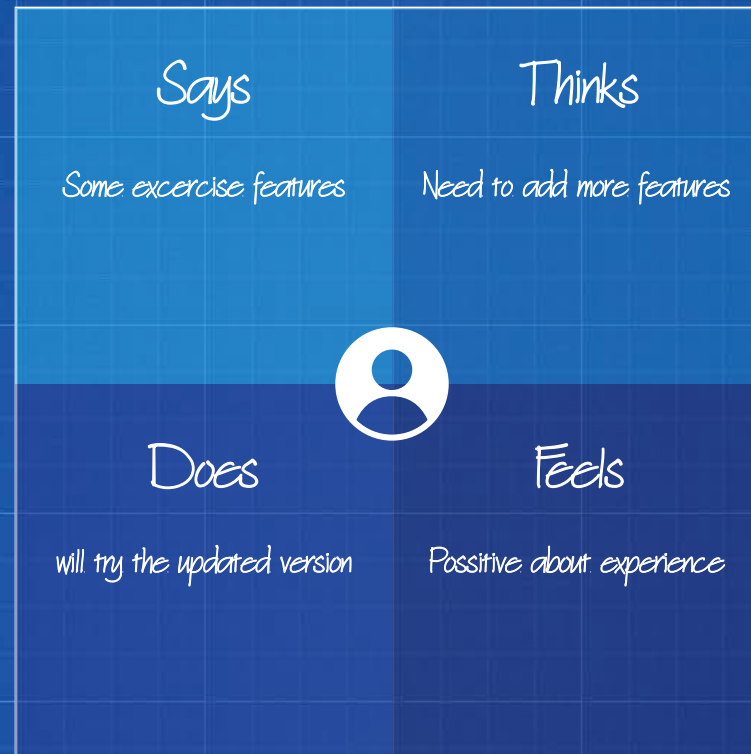 Says
Some excercise features
Thinks
Need to add more features
Does
will try the updated version
Feels
Possitive about experience